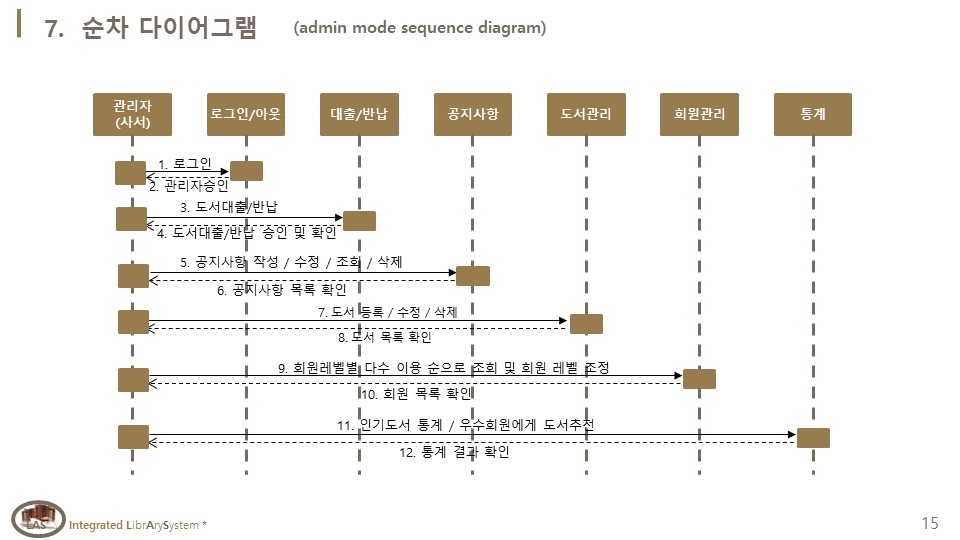 7. 순차 다이어그램 (admin mode sequence diagram)
관리자
(사서)
로그인/아웃
대출/반납
공지사항
도서관리
회원관리
통계
1. 로그인
2. 관리자승인
3. 도서대출/반납
4. 도서대출/반납 승인 및 확인
5. 공지사항 작성 / 수정 / 조회 / 삭제
6. 공지사항 목록 확인
7. 도서 등록 / 수정 / 삭제
8. 도서 목록 확인
9. 회원레벨별 다수 이용 순으로 조회 및 회원 레벨 조정
10. 회원 목록 확인
11. 인기도서 통계 / 우수회원에게 도서추천
12. 통계 결과 확인
LAS
Integrated LibrArySystem *
15